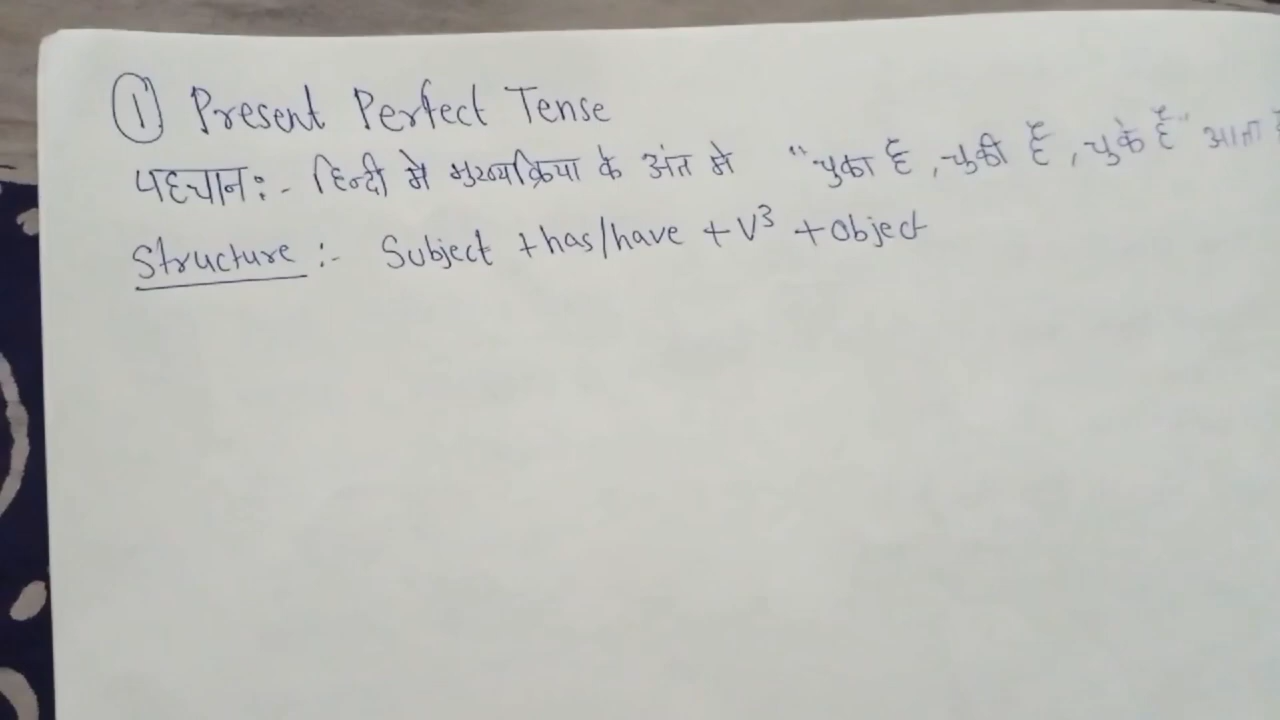 ① Present Perfect Tense
पहचान:- हिन्दी मे मुख्यक्रिया के अंत मे "चुका है, चुकी है, चुके हैं" आता
Structure :- Subject + has/have + V³ + Object